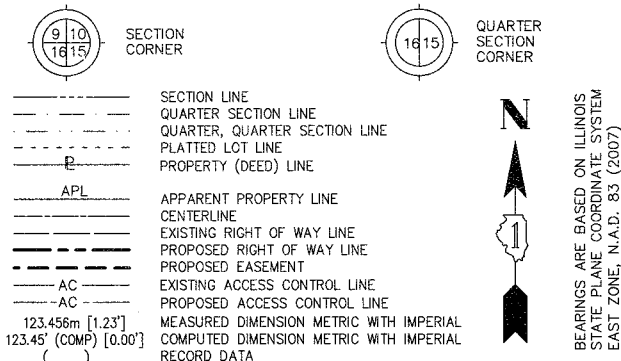 9 10
16 15
SECTION
CORNER
16 15
QUARTER
SECTION
CORNER
SECTION LINE
QUARTER SECTION LINE
QUARTER, QUARTER SECTION LINE
PLATTED LOT LINE
PROPERTY (DEED) LINE
APL
APPARENT PROPERTY LINE
CENTERLINE
EXISTING RIGHT OF WAY LINE
PROPOSED RIGHT OF WAY LINE
PROPOSED EASEMENT
AC
EXISTING ACCESS CONTROL LINE
AC
PROPOSED ACCESS CONTROL LINE
123.456m [1.23'] MEASURED DIMENSION METRIC WITH IMPERIAL
123.45' (COMP) [0.00'] COMPUTED DIMENSION METRIC WITH IMPERIAL
( ) RECORD DATA
N
1
BEARINGS ARE BASED ON ILLINOIS
STATE PLANE COORDINATE SYSTEM
EAST ZONE, N.A.D. 83 (2007)